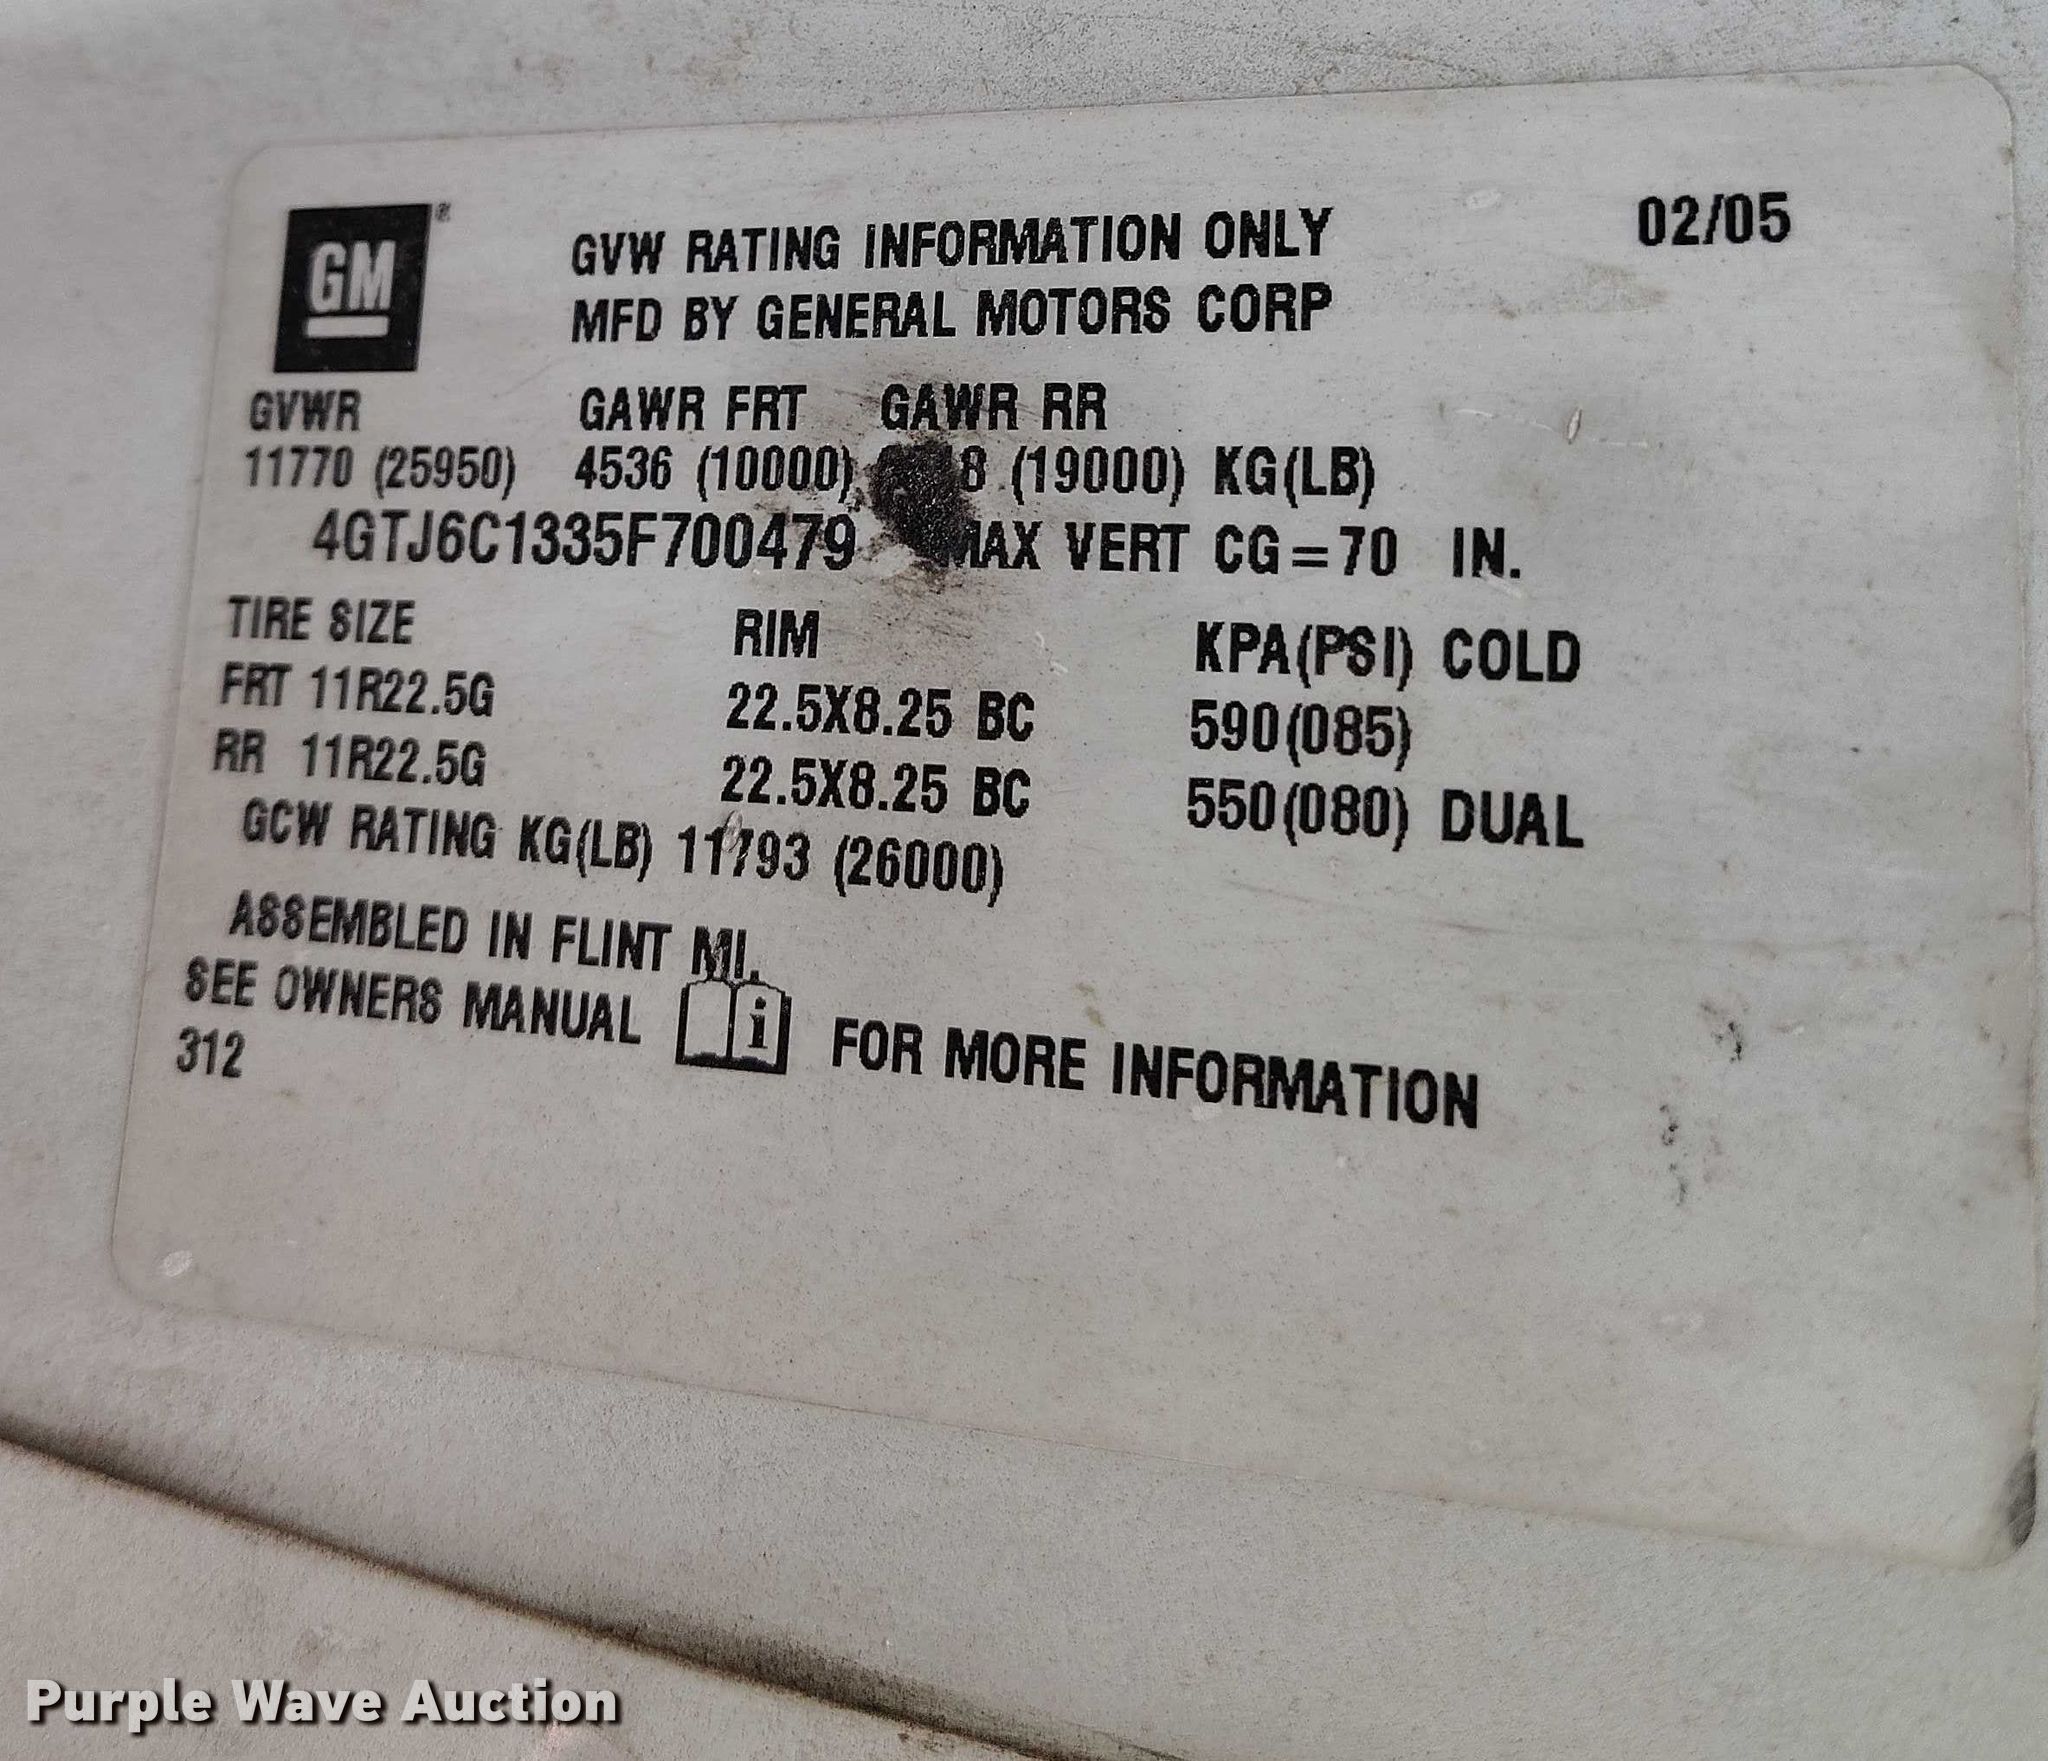 GM
GVW RATING INFORMATION ONLY 02/05
MFD BY GENERAL MOTORS CORP
GVWR GAWR FRT GAWR RR
11770 (25950) 4536 (10000) (19000) KG(LB)
4GTJ6C1335F700479 MAX VERT CG=70 IN.
TIRE SIZE RIM KPA(PSI) COLD
FRT 11R22.5G 22.5X8.25 BC 590(085)
RR 11R22.5G 22.5X8.25 BC 550(080) DUAL
GCW RATING KG(LB) 11793 (26000)
ASSEMBLED IN FLINT MI.
SEE OWNERS MANUAL i FOR MORE INFORMATION
312
Purple Wave Auction